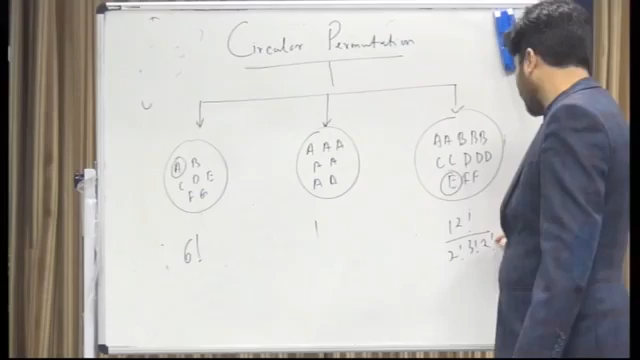 Circular Permutation
A B
C D E
F G
A A A
A A
A A
A A B B B
C C D D D
E F F
6!
1
12!
2! 3! 2!